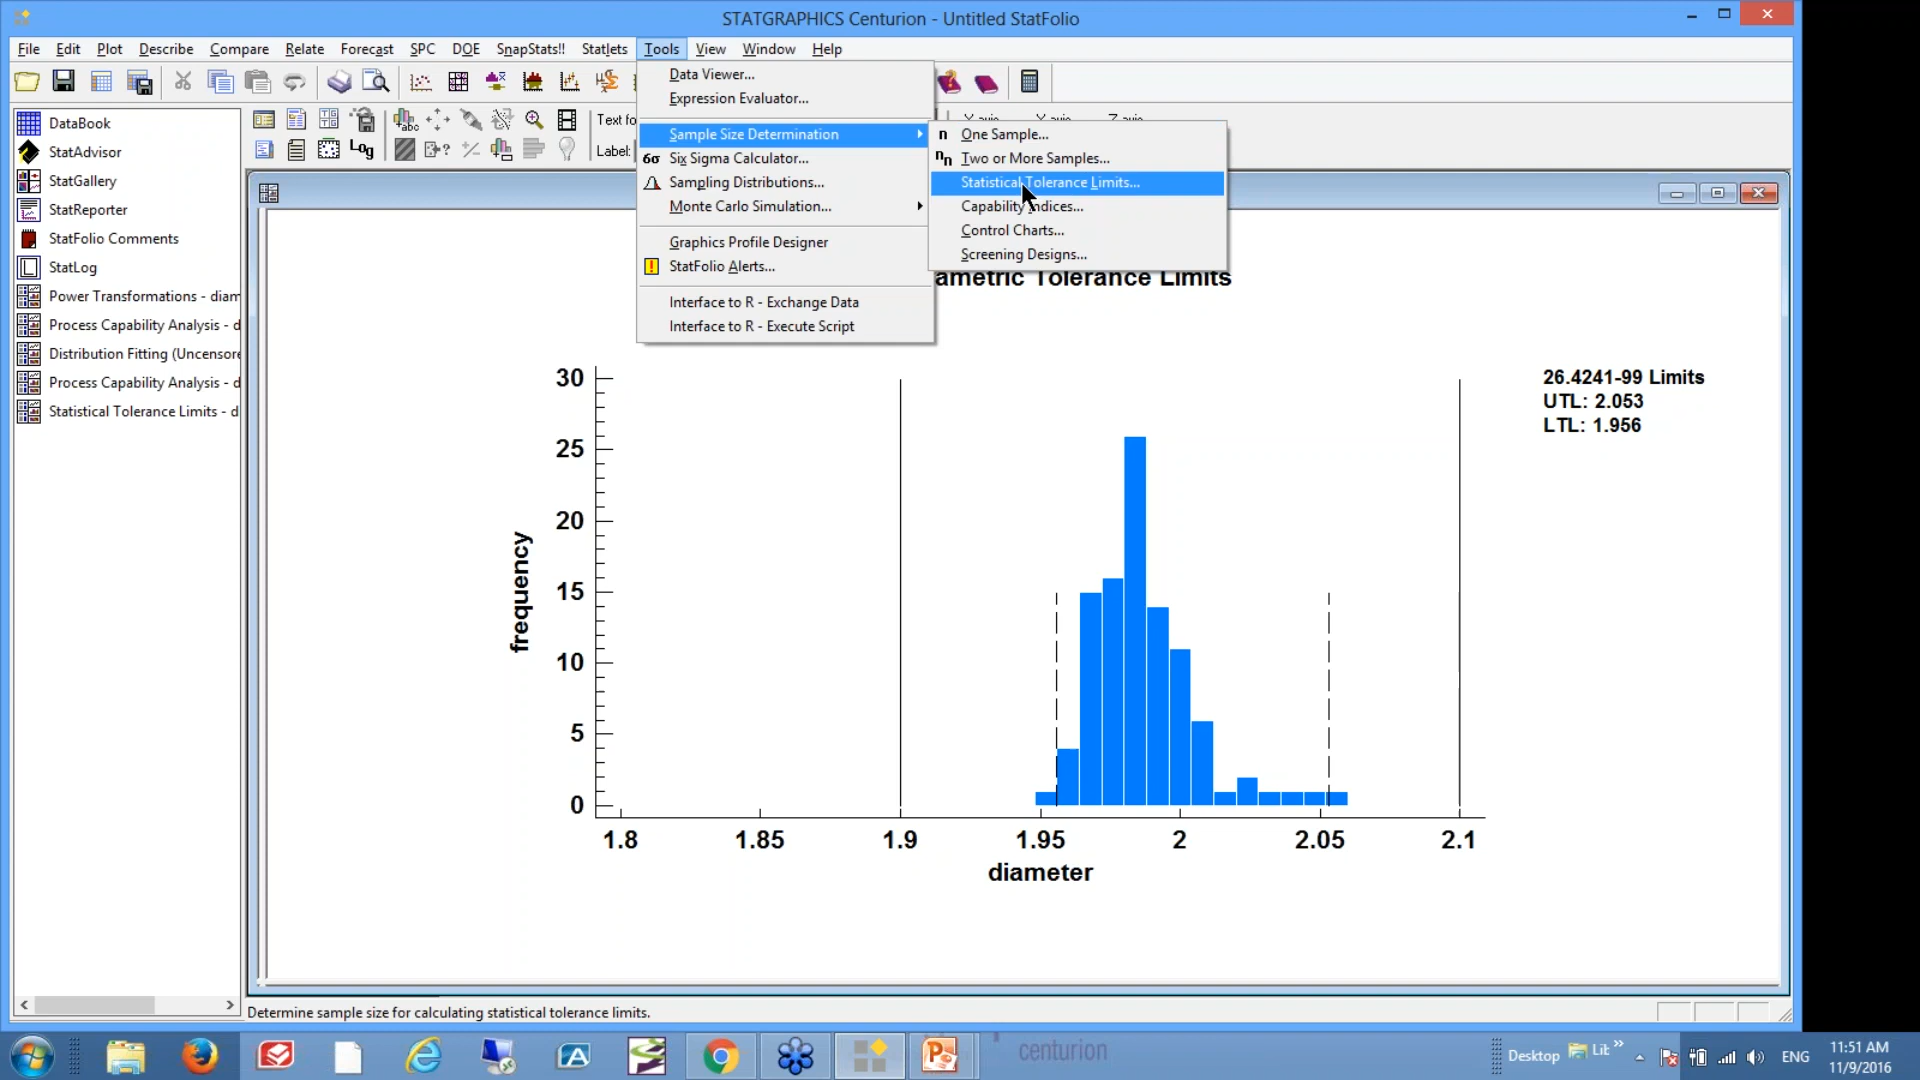 STATGRAPHICS Centurion - Untitled StatFolio
File Edit Plot Describe Compare Relate Forecast SPC DOE SnapStats!! Statlets Tools View Window Help
Data Viewer...
Expression Evaluator...
Sample Size Determination
6σ Six Sigma Calculator...
Sampling Distributions...
Monte Carlo Simulation...
Graphics Profile Designer
StatFolio Alerts...
Interface to R - Exchange Data
Interface to R - Execute Script
n One Sample...
nn Two or More Samples...
Statistical Tolerance Limits...
Capability Indices...
Control Charts...
Screening Designs...
Text fo
Label:
Log
DataBook
StatAdvisor
StatGallery
StatReporter
StatFolio Comments
StatLog
Power Transformations - diam
Process Capability Analysis - d
Distribution Fitting (Uncensore
Process Capability Analysis - d
Statistical Tolerance Limits - d
ametric Tolerance Limits
26.4241-99 Limits
UTL: 2.053
LTL: 1.956
30
25
20
15
10
5
0
frequency
1.8 1.85 1.9 1.95 2 2.05 2.1
diameter
Determine sample size for calculating statistical tolerance limits.
centurion
Desktop Lib » ENG
11:51 AM
11/9/2016